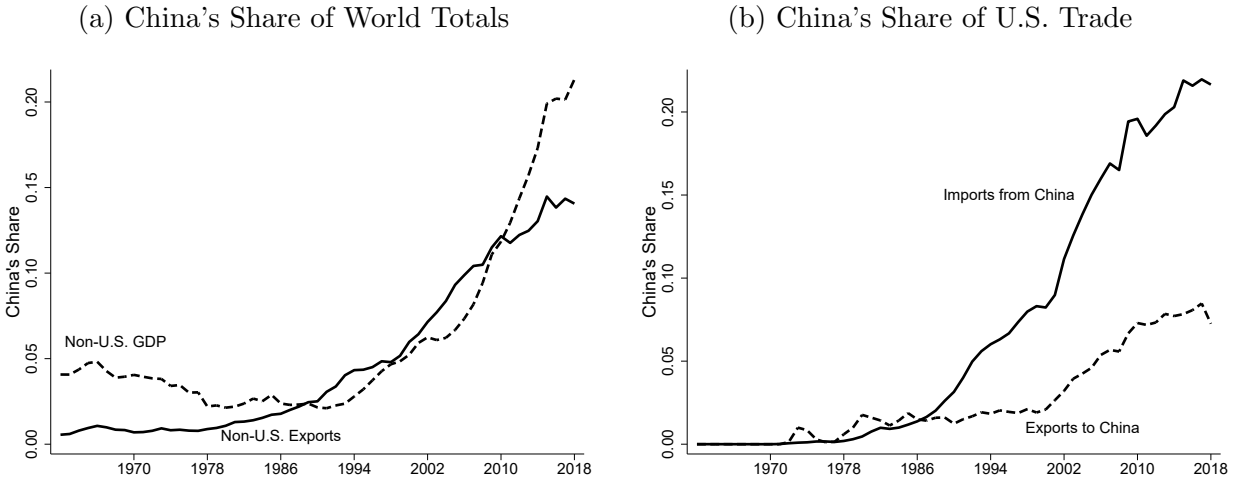 (a) China's Share of World Totals
China's Share
0.00
0.05
0.10
0.15
0.20
Non-U.S. GDP
Non-U.S. Exports
1970 1978 1986 1994 2002 2010 2018
(b) China's Share of U.S. Trade
China's Share
0.00
0.05
0.10
0.15
0.20
Imports from China
Exports to China
1970 1978 1986 1994 2002 2010 2018